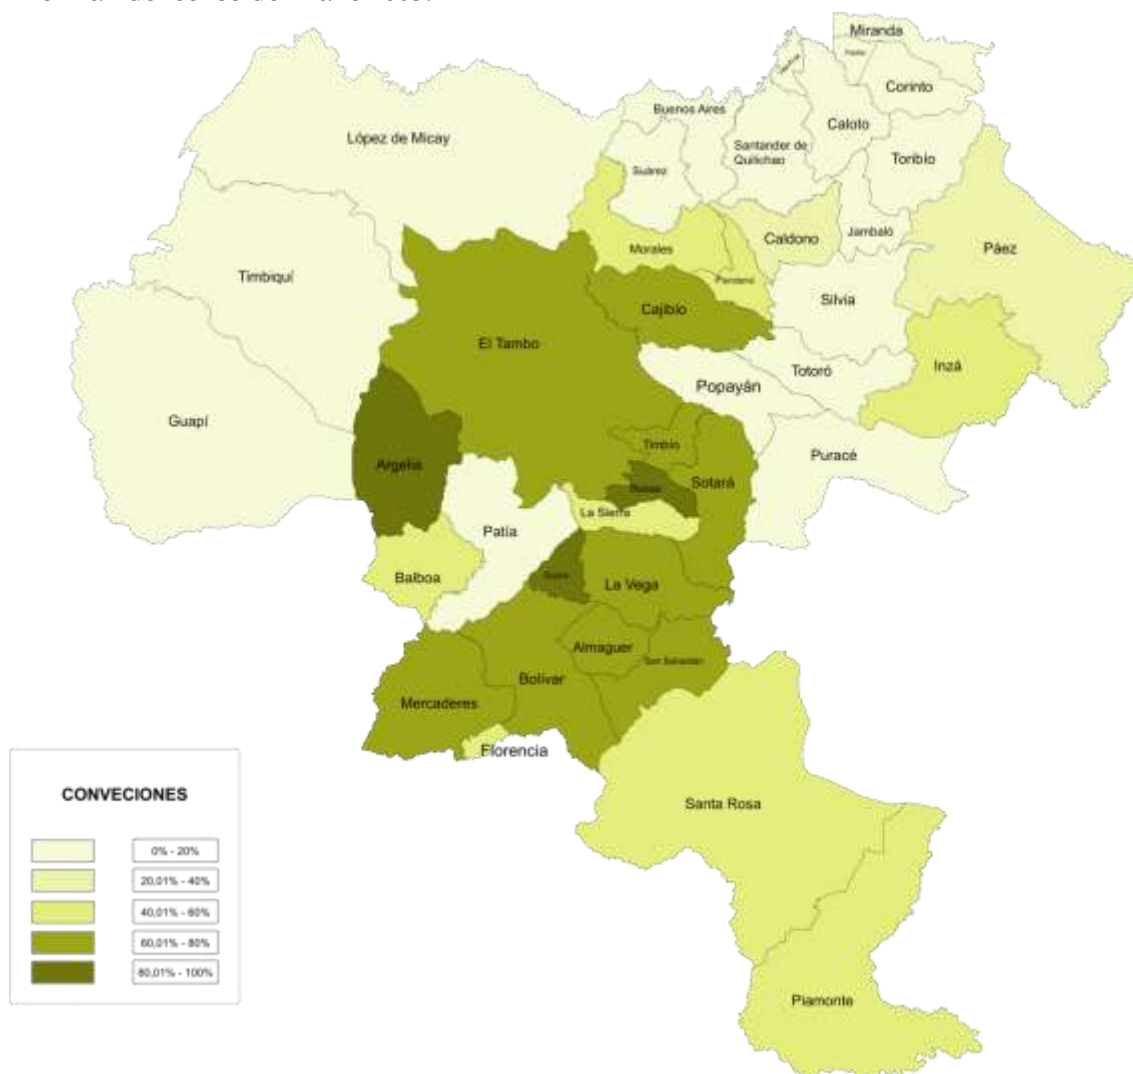 Miranda
Corinto
Buenos Aires
Caloto
López de Micay
Santander de
Quilichao
Toribío
Suárez
Jambaló
Caldono
Morales
Páez
Timbiquí
Silvia
Cajibío
El Tambo
Inzá
Totoró
Popayán
Guapí
Timbío
Puracé
Argelia
Sotará
La Sierra
Patía
Balboa
La Vega
Almaguer
Bolívar
Mercaderes
Florencia
Santa Rosa
Piamonte
CONVECIONES
0% - 20%
20,01% - 40%
40,01% - 60%
60,01% - 80%
80,01% - 100%